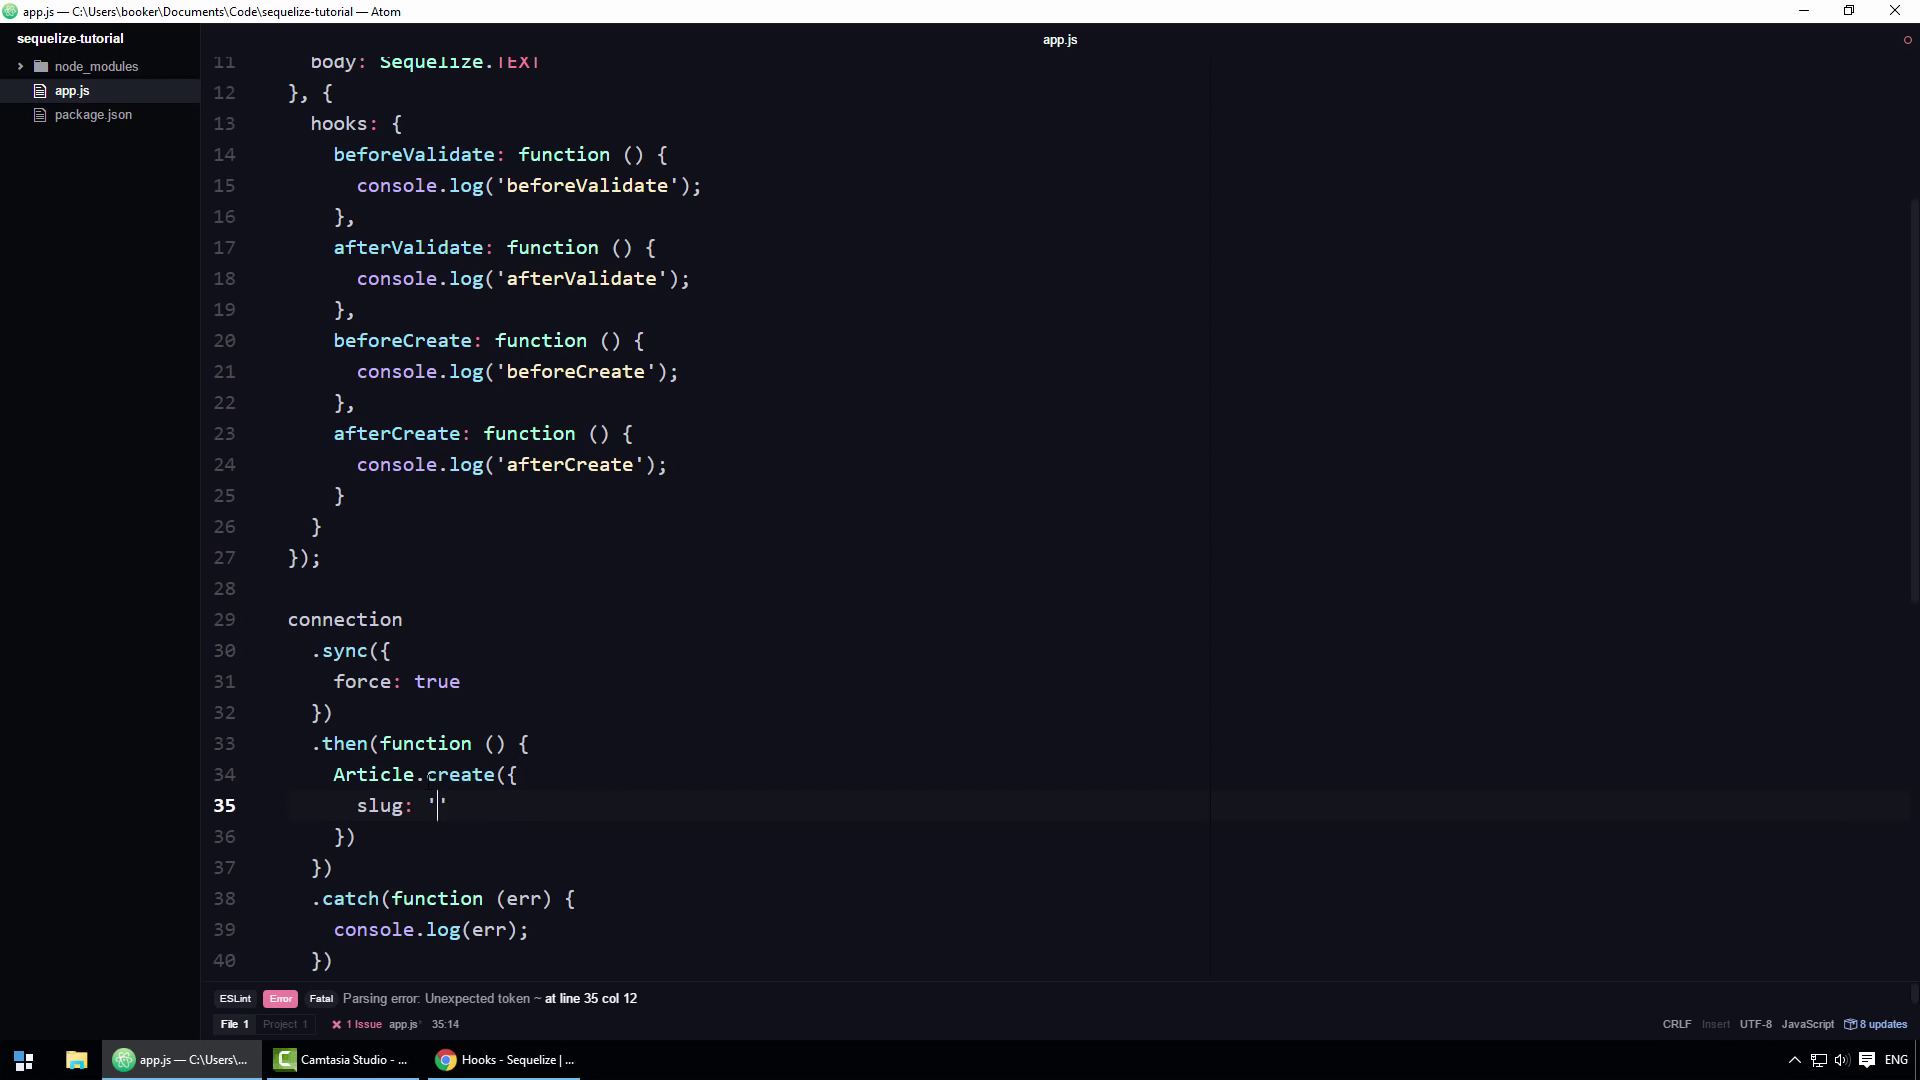 app.js — C:\Users\booker\Documents\Code\sequelize-tutorial — Atom
sequelize-tutorial
app.js
node_modules
app.js
package.json
11 body: Sequelize.TEXT
12 }, {
13 hooks: {
14 beforeValidate: function () {
15 console.log('beforeValidate');
16 },
17 afterValidate: function () {
18 console.log('afterValidate');
19 },
20 beforeCreate: function () {
21 console.log('beforeCreate');
22 },
23 afterCreate: function () {
24 console.log('afterCreate');
25 }
26 }
27 });
28
29 connection
30 .sync({
31 force: true
32 })
33 .then(function () {
34 Article.create({
35 slug: ''
36 })
37 })
38 .catch(function (err) {
39 console.log(err);
40 })
ESLint Error Fatal Parsing error: Unexpected token ~ at line 35 col 12
File 1 Project 1 1 Issue app.js* 35:14 CRLF Insert UTF-8 JavaScript 8 updates
app.js — C:\Users\... Camtasia Studio - ... Hooks - Sequelize | ... ENG